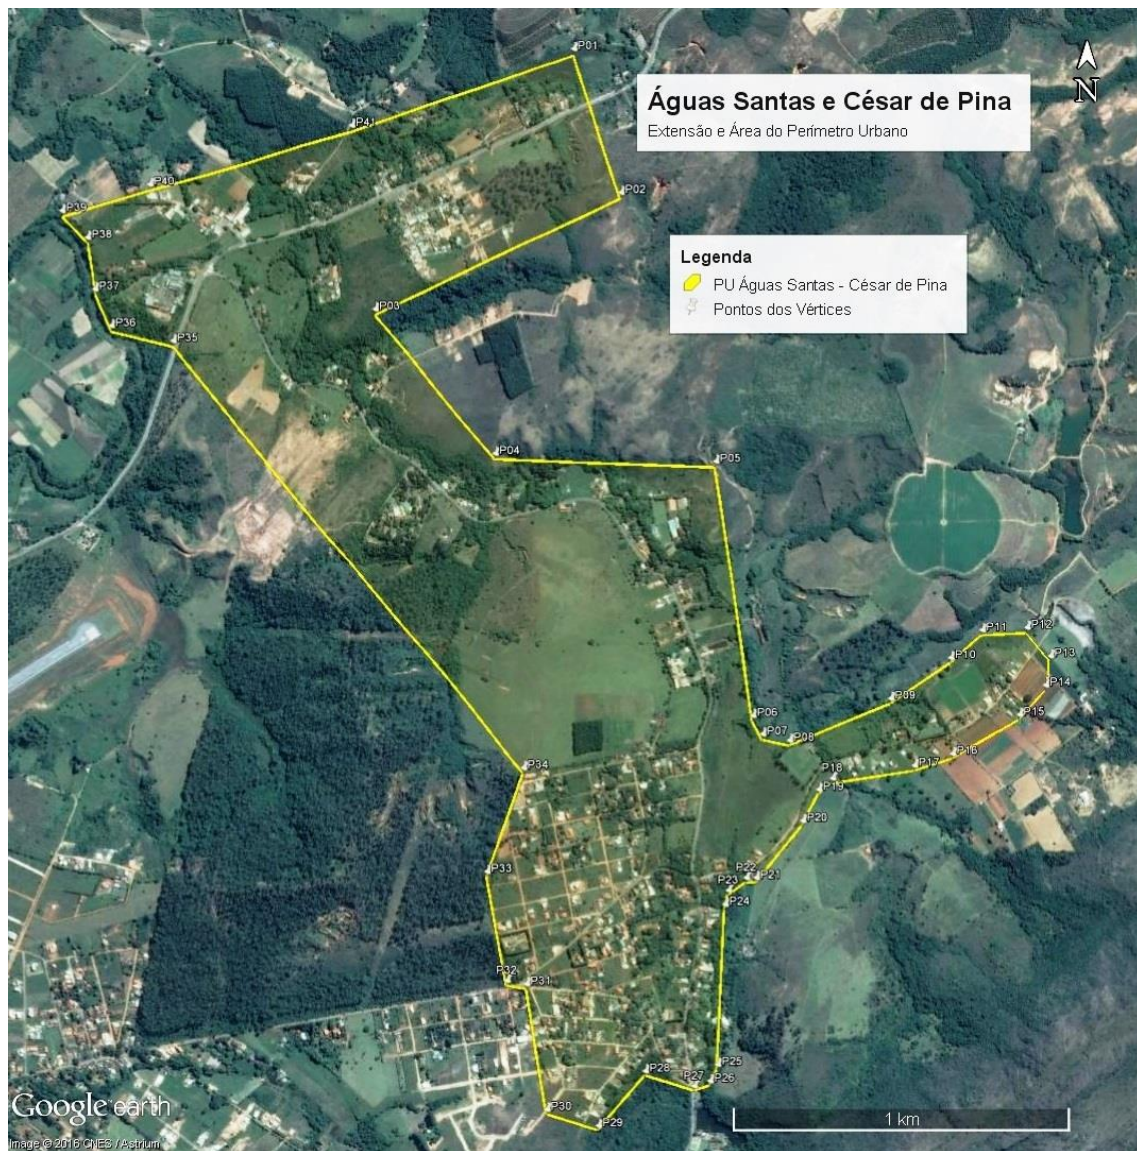 P01
N
Águas Santas e César de Pina
Extensão e Área do Perímetro Urbano
P41
P40
P02
P39
P38
Legenda
PU Águas Santas - César de Pina
Pontos dos Vértices
P37
P03
P36
P35
P04
P05
P11
P12
P10
P13
P14
P09
P15
P06
P07
P08
P16
P17
P18
P34
P19
P20
P33
P22
P21
P23
P24
P32
P31
P25
P28
P27
P26
P30
P29
Google earth
1 km
Image © 2016 CNES / Astrium